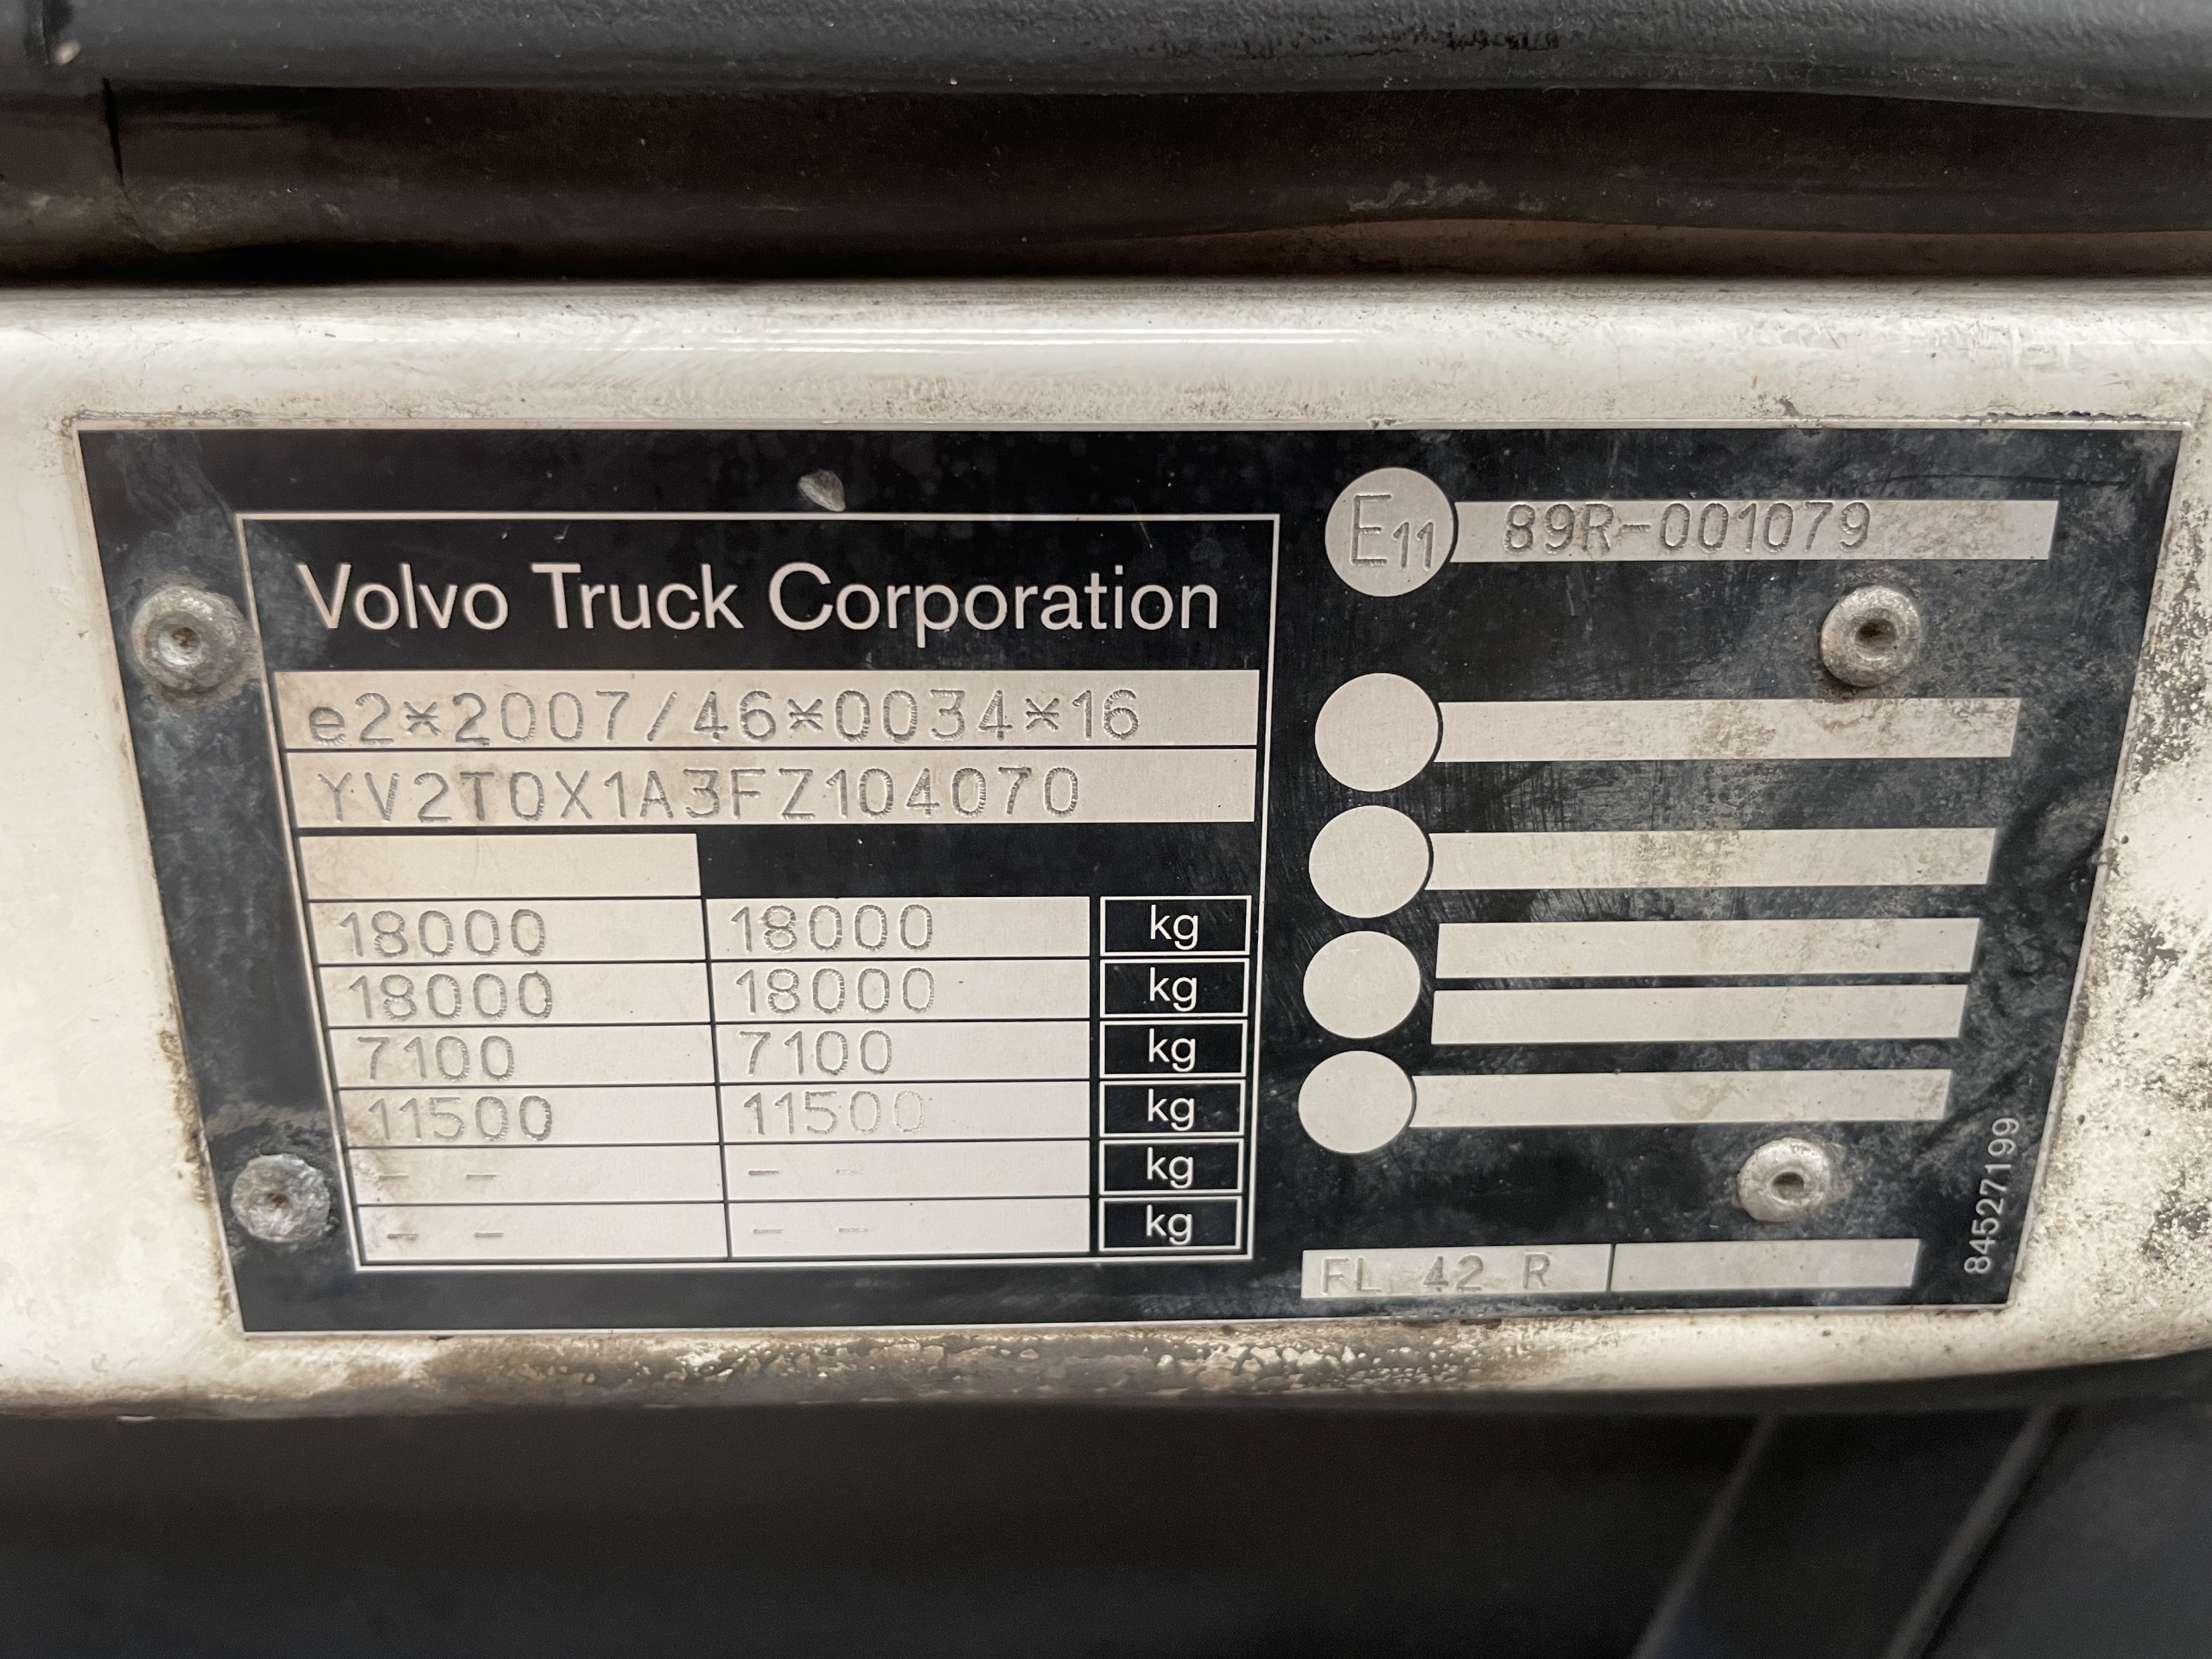 Volvo Truck Corporation
e2*2007/46*0034*16
YV2T0X1A3FZ104070
18000 18000 kg
18000 18000 kg
7100 7100 kg
11500 11500 kg
- - - - kg
- - - - kg
E11 89R-001079
FL 42 R
84527199